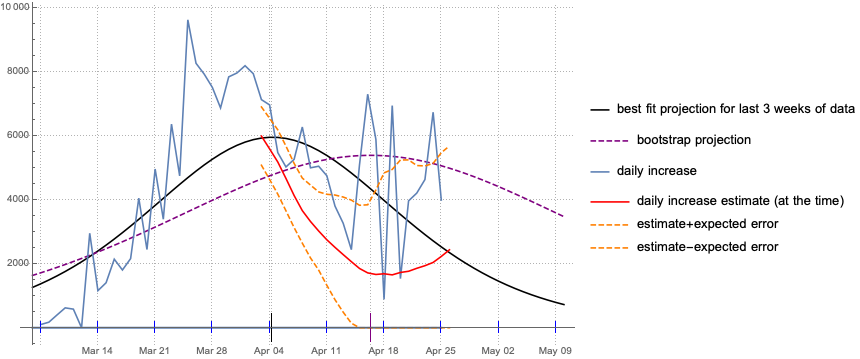 10 000
8000
6000
4000
2000
Mar 14 Mar 21 Mar 28 Apr 04 Apr 11 Apr 18 Apr 25 May 02 May 09
best fit projection for last 3 weeks of data
bootstrap projection
daily increase
daily increase estimate (at the time)
estimate+expected error
estimate−expected error